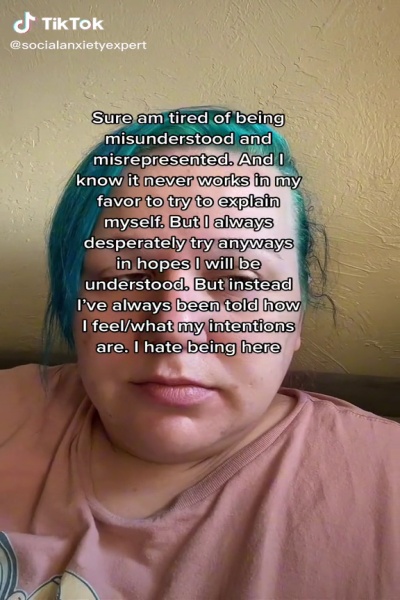 TikTok
@socialanxietyexpert
Sure am tired of being
misunderstood and
misrepresented. And I
know it never works in my
favor to try to explain
myself. But I always
desperately try anyways
in hopes I will be
understood. But instead
I've always been told how
I feel/what my intentions
are. I hate being here